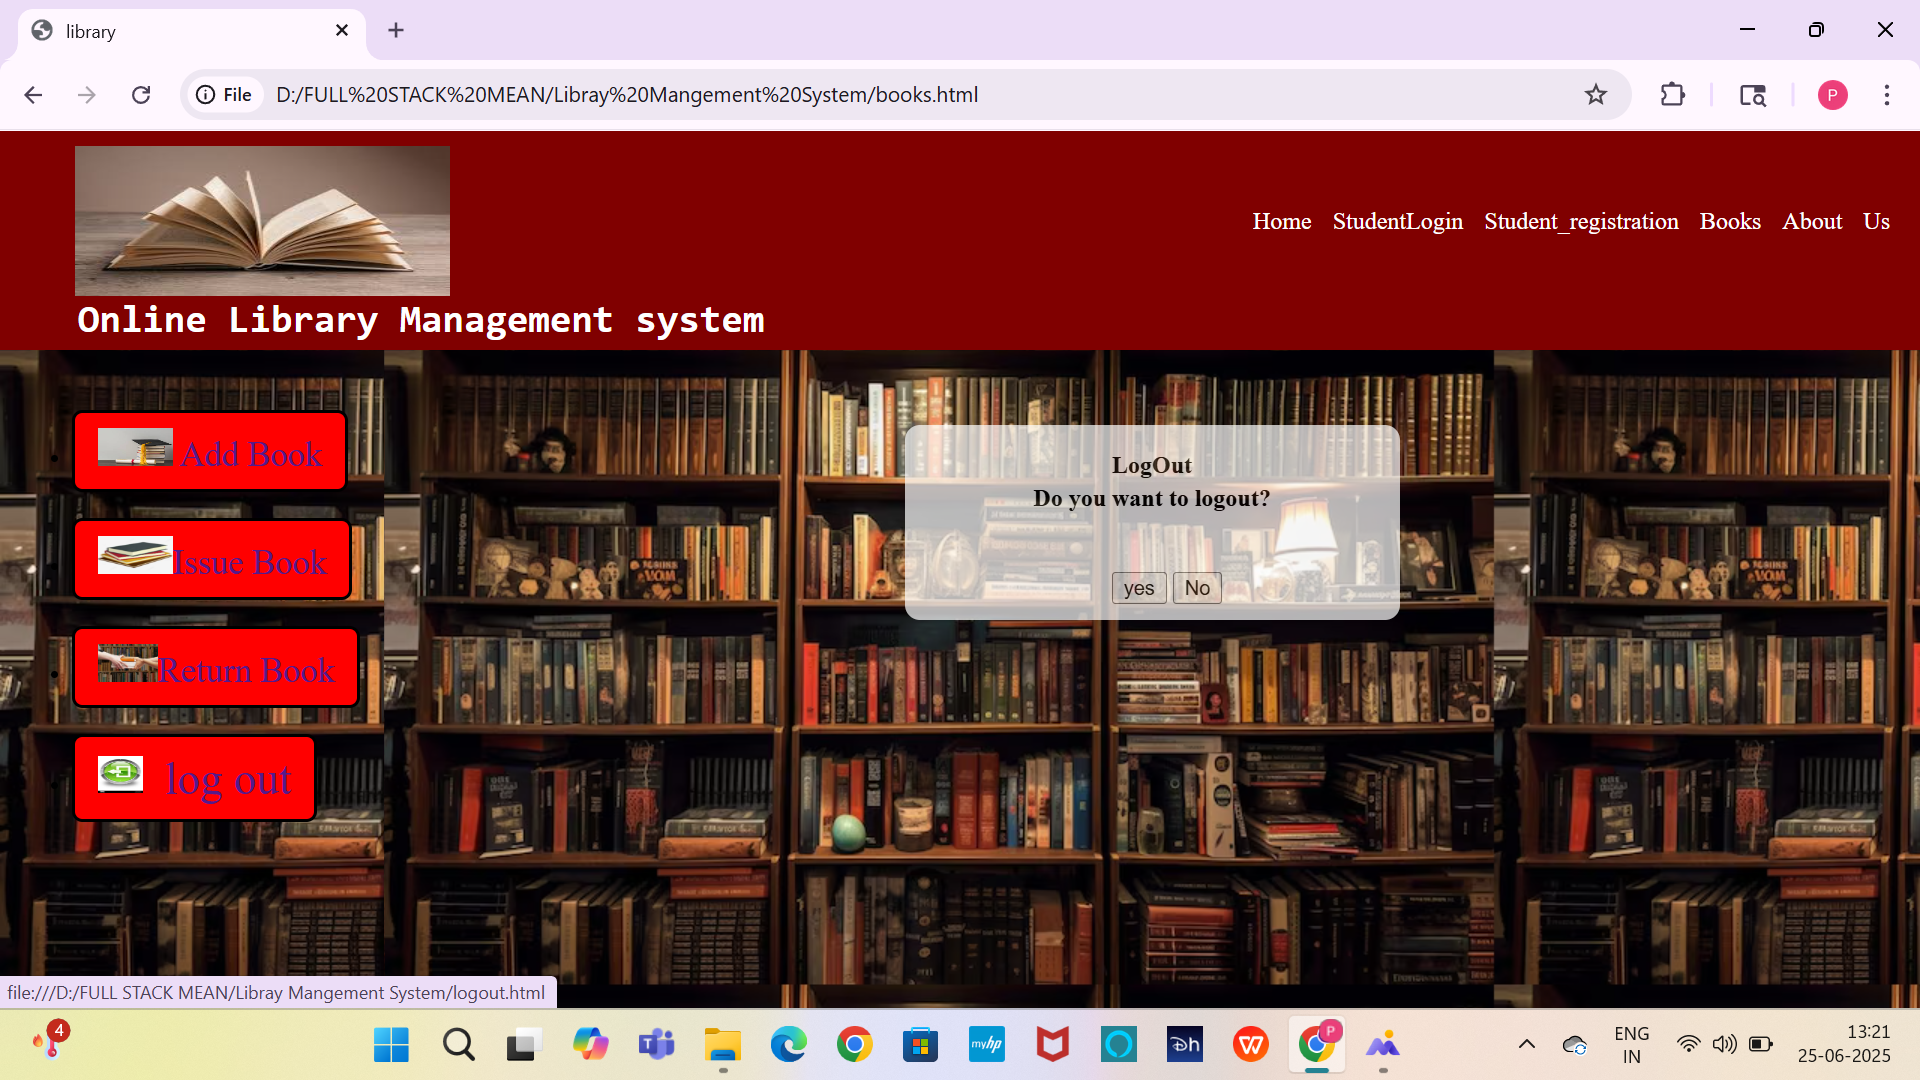 library
File D:/FULL%20STACK%20MEAN/Libray%20Mangement%20System/books.html
P
Home StudentLogin Student_registration Books About Us
Online Library Management system
Add Book
Issue Book
Return Book
log out
LogOut
Do you want to logout?
yes No
file:///D:/FULL STACK MEAN/Libray Mangement System/logout.html
4
T
myhp
Dh
W
P
ENG
IN
13:21
25-06-2025